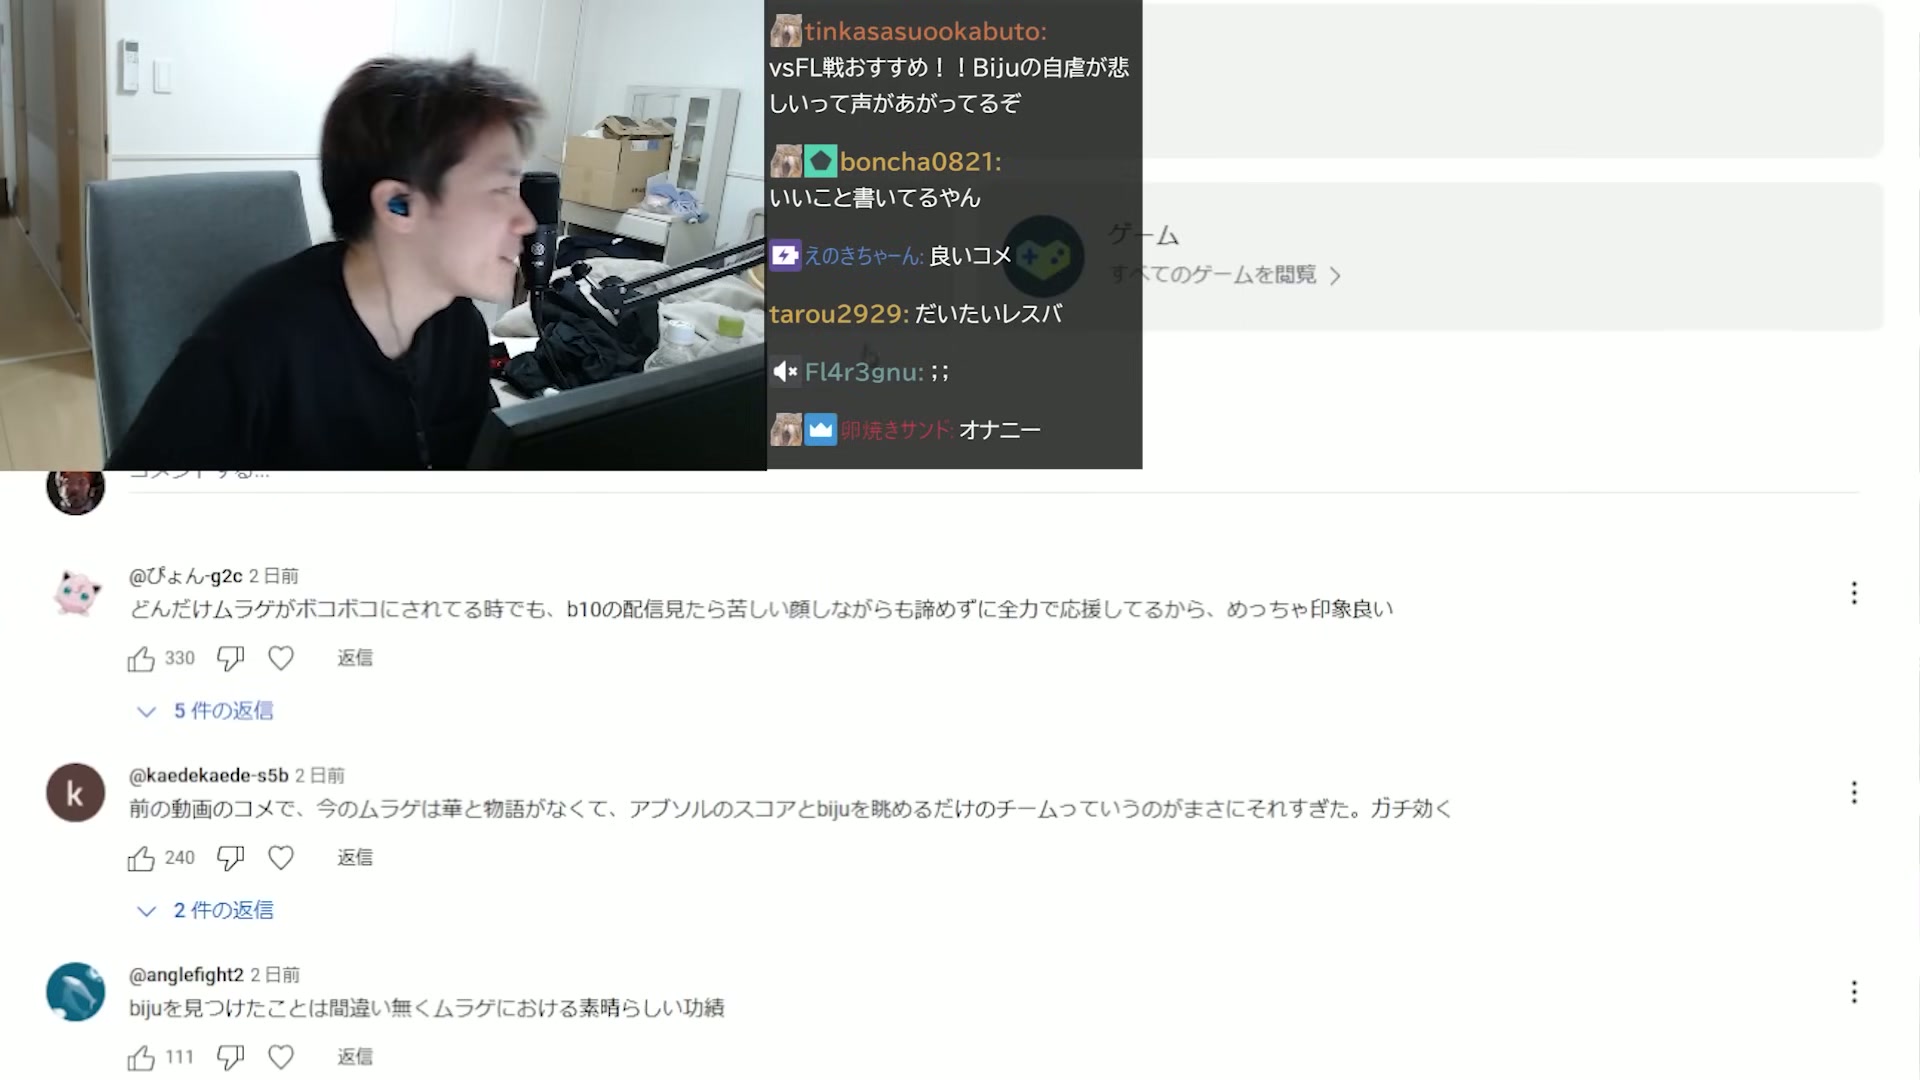 tinkasasuookabuto:
vsFL戦おすすめ！！Bijuの自虐が悲
しいって声があがってるぞ
boncha0821:
いいこと書いてるやん
えのきちゃーん: 良いコメ
tarou2929: だいたいレスバ
Fl4r3gnu: ; ;
卵焼きサンド: オナニー
ゲーム
すべてのゲームを閲覧
コメントする...
@ぴょん-g2c 2 日前
どんだけムラゲがボコボコにされてる時でも、b10の配信見たら苦しい顔しながらも諦めずに全力で応援してるから、めっちゃ印象良い
330 返信
5 件の返信
k
@kaedekaede-s5b 2 日前
前の動画のコメで、今のムラゲは華と物語がなくて、アブソルのスコアとbijuを眺めるだけのチームっていうのがまさにそれすぎた。ガチ効く
240 返信
2 件の返信
@anglefight2 2 日前
bijuを見つけたことは間違い無くムラゲにおける素晴らしい功績
111 返信